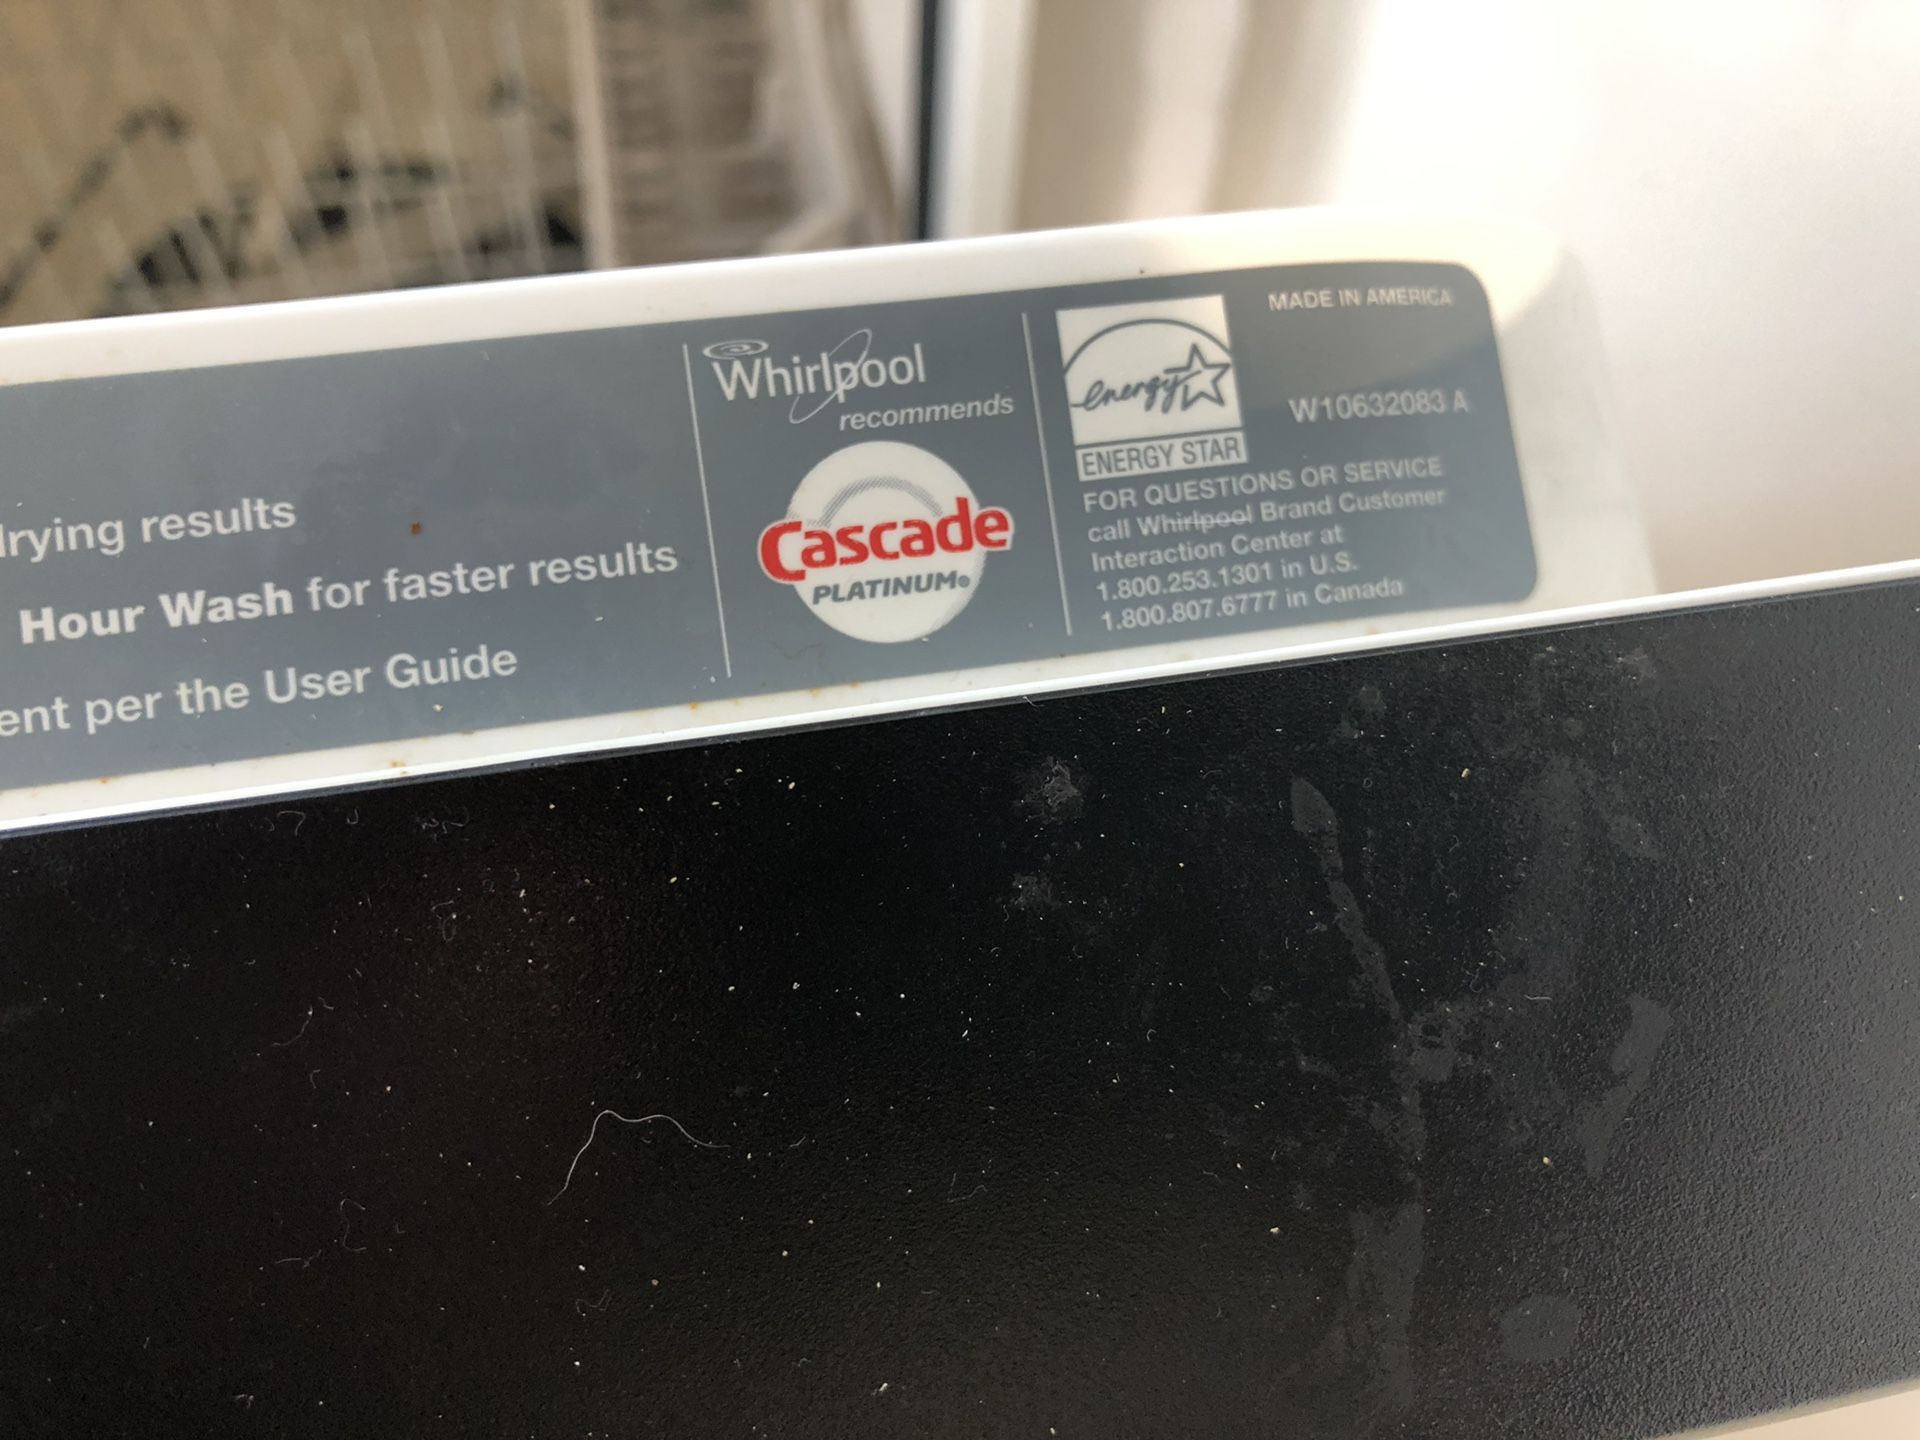 drying results
Hour Wash for faster results
ent per the User Guide
Whirlpool
recommends
Cascade
PLATINUM®
energy
ENERGY STAR
MADE IN AMERICA
W10632083 A
FOR QUESTIONS OR SERVICE
call Whirlpool Brand Customer
Interaction Center at
1.800.253.1301 in U.S.
1.800.807.6777 in Canada